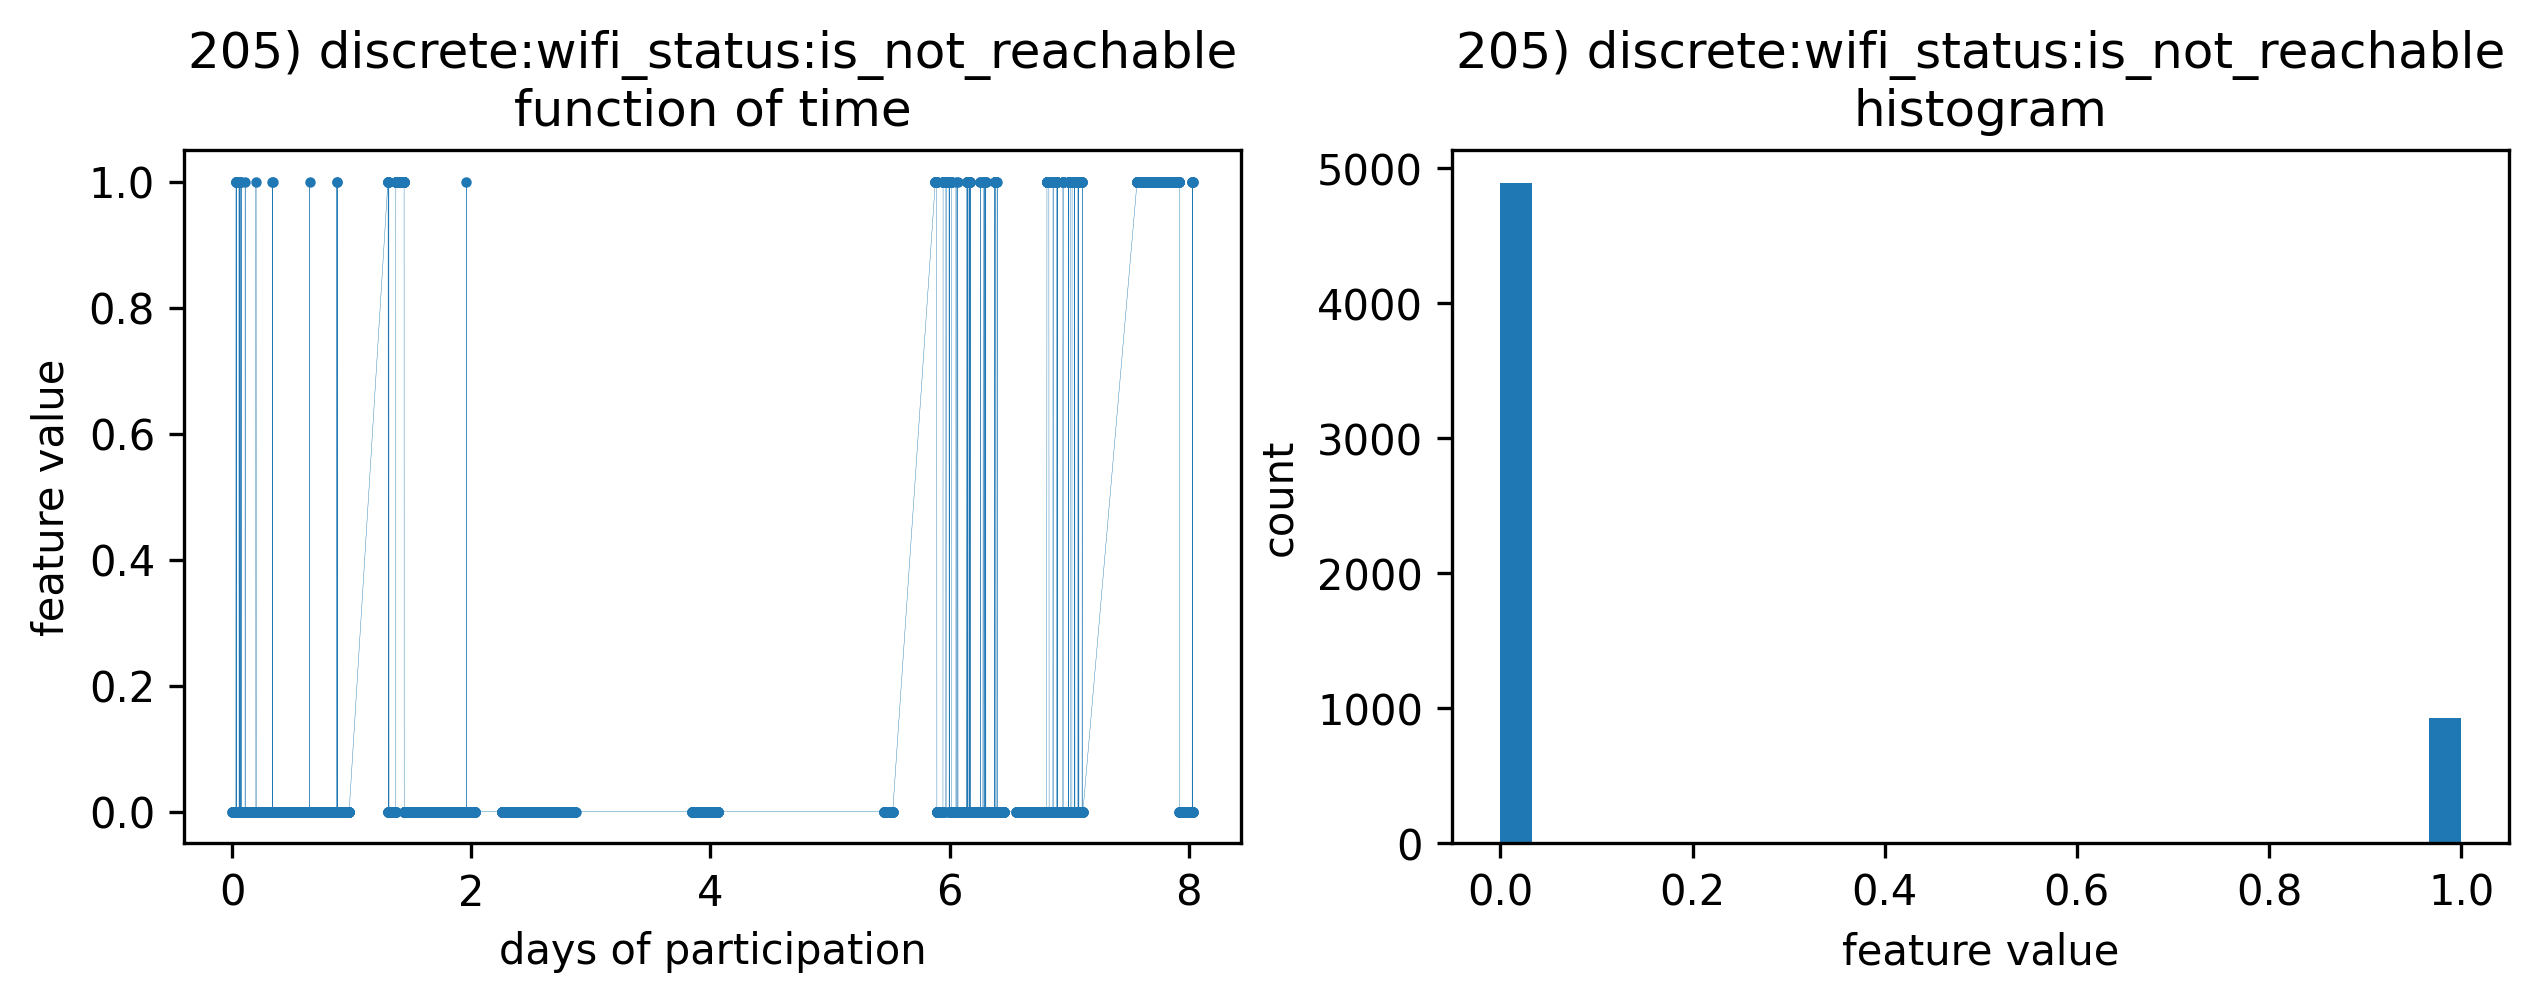 205) discrete:wifi_status:is_not_reachable
function of time
1.0
0.8
0.6
0.4
0.2
0.0
feature value
0 2 4 6 8
days of participation
205) discrete:wifi_status:is_not_reachable
histogram
5000
4000
3000
2000
1000
0
count
0.0 0.2 0.4 0.6 0.8 1.0
feature value